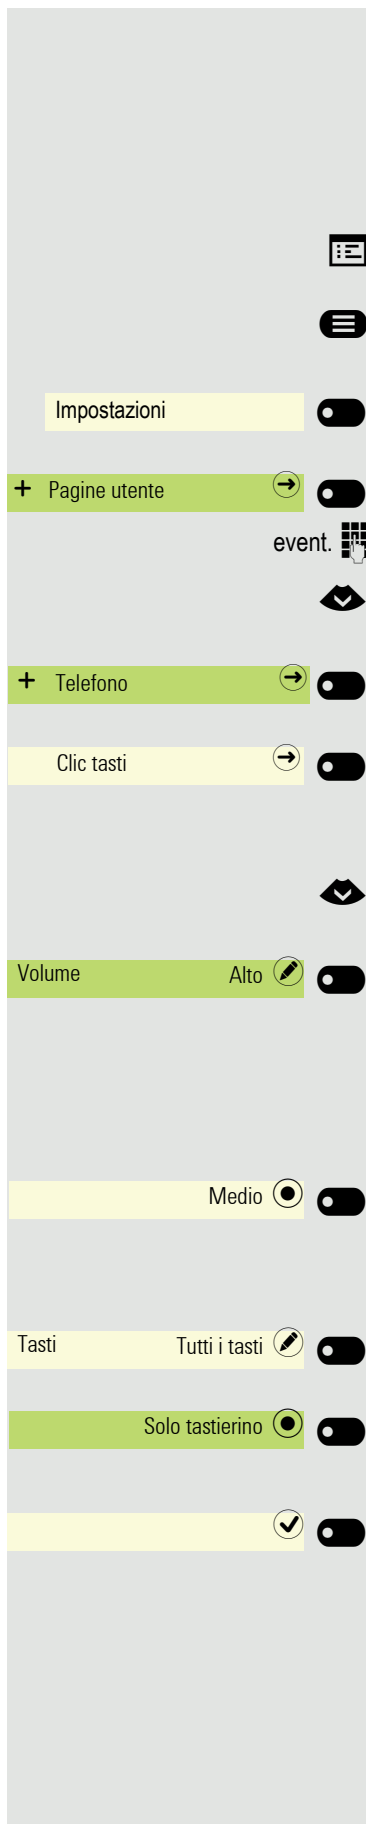 Impostazioni
+ Pagine utente
event.
+ Telefono
Clic tasti
Volume Alto
Medio
Tasti Tutti i tasti
Solo tastierino